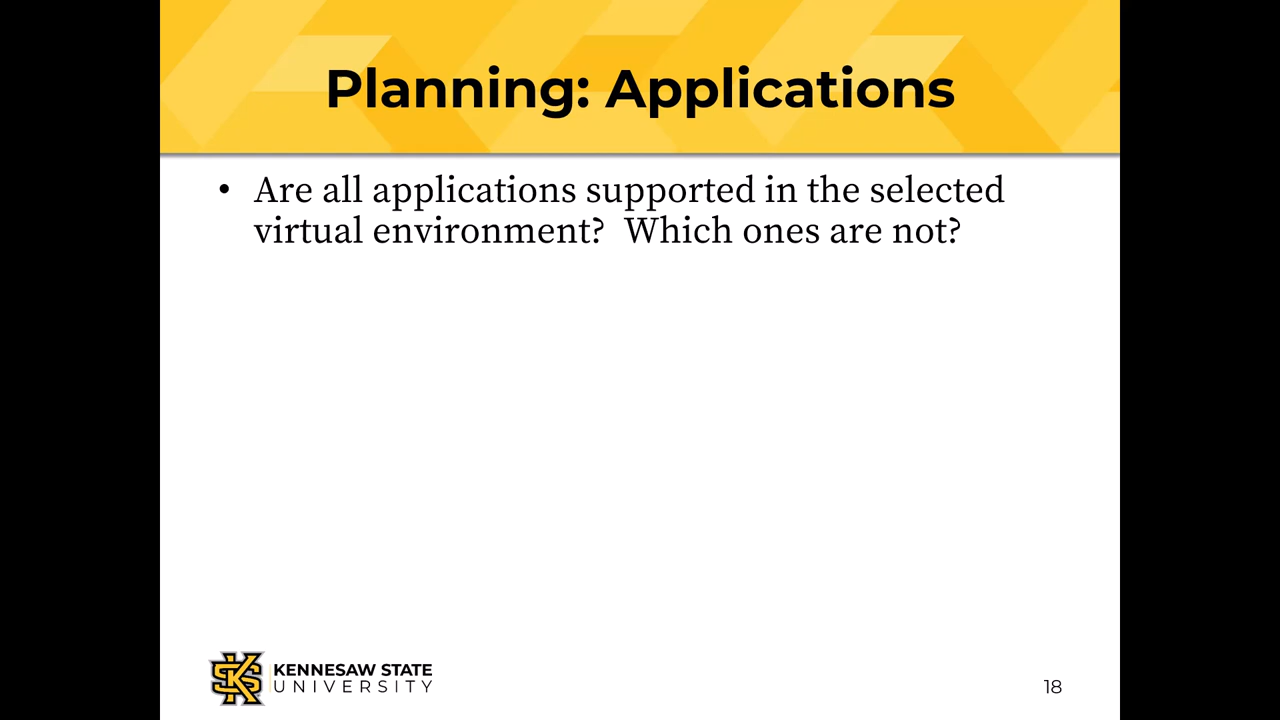 Planning: Applications
• Are all applications supported in the selected
virtual environment?  Which ones are not?
KENNESAW STATE
UNIVERSITY
18